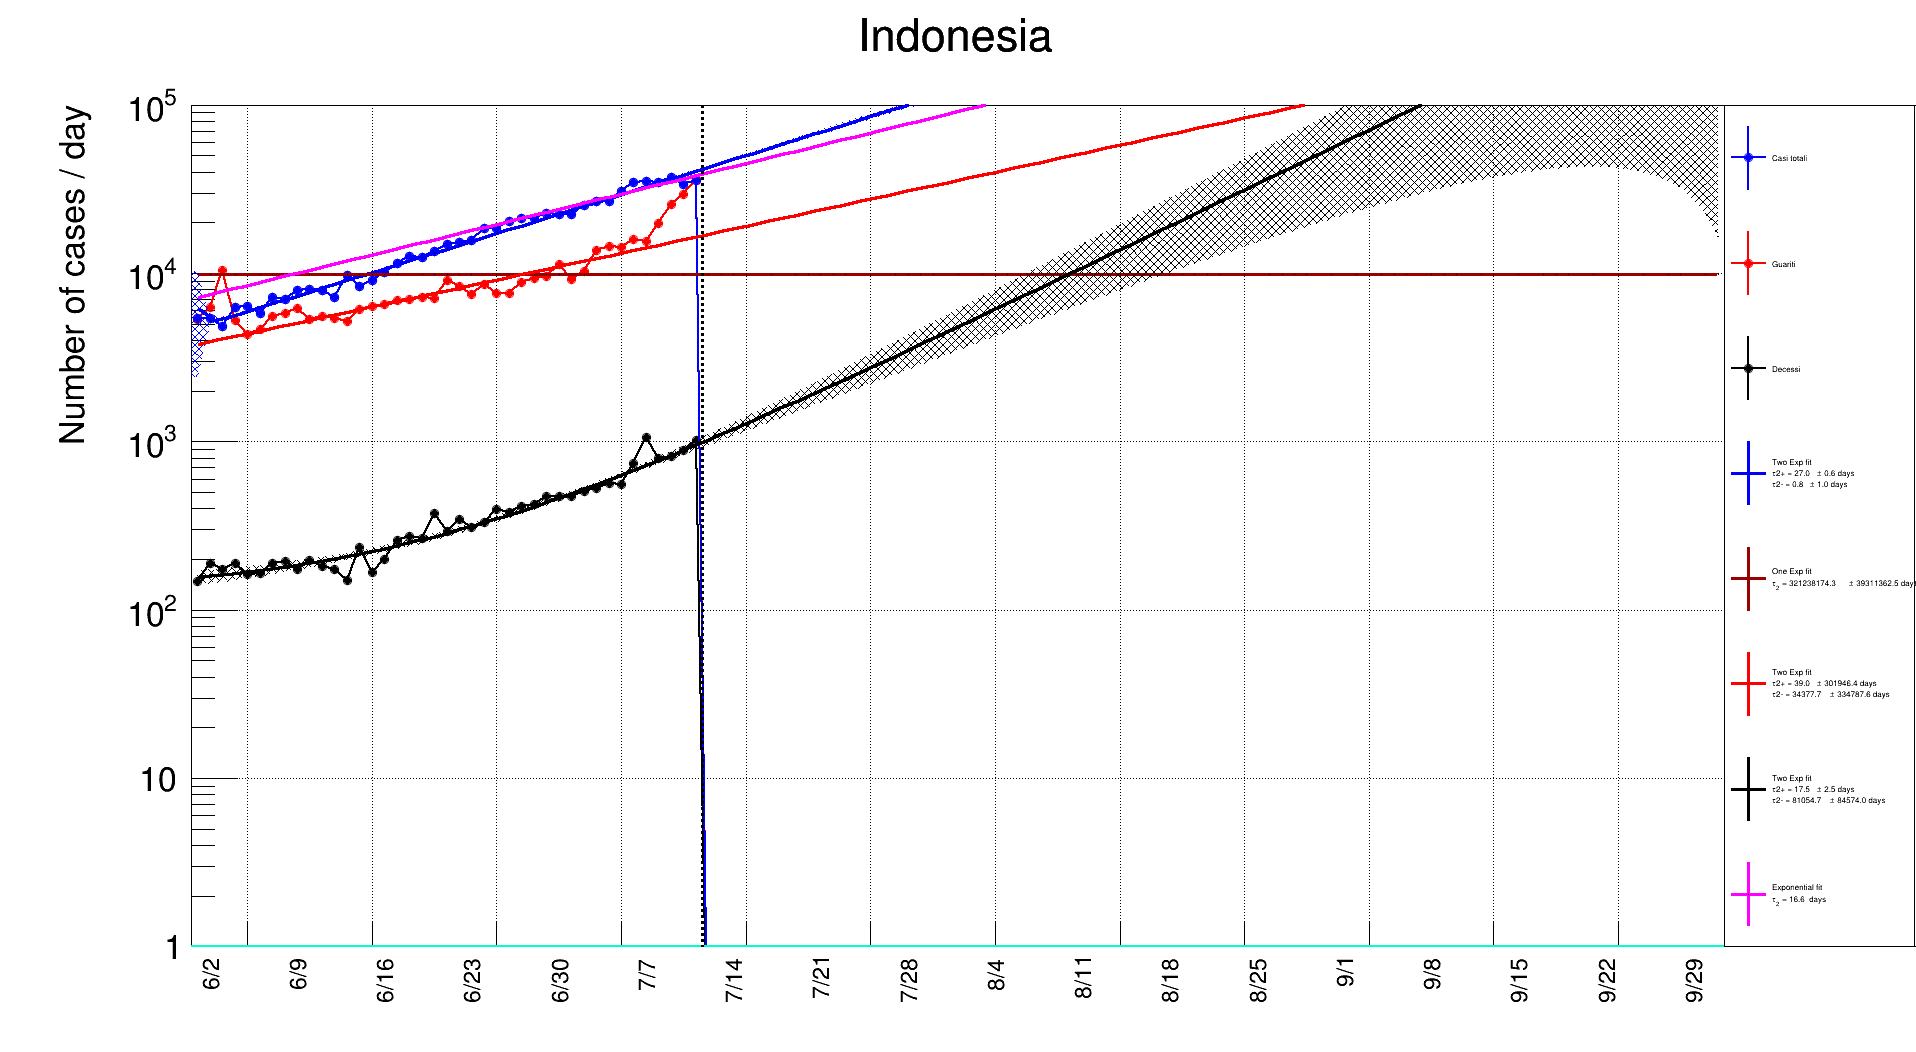 Indonesia
Number of cases / day
10^5
10^4
10^3
10^2
10
1
6/2 6/9 6/16 6/23 6/30 7/7 7/14 7/21 7/28 8/4 8/11 8/18 8/25 9/1 9/8 9/15 9/22 9/29
Casi totali
Guariti
Decessi
Two Exp fit
τ2+ = 27.0 ± 0.6 days
τ2- = 0.8 ± 1.0 days
One Exp fit
τ2 = 321238174.3 ± 39311362.5 day
Two Exp fit
τ2+ = 39.0 ± 301946.4 days
τ2- = 34377.7 ± 334787.6 days
Two Exp fit
τ2+ = 17.5 ± 2.5 days
τ2- = 81054.7 ± 84574.0 days
Exponential fit
τ2 = 16.6 days